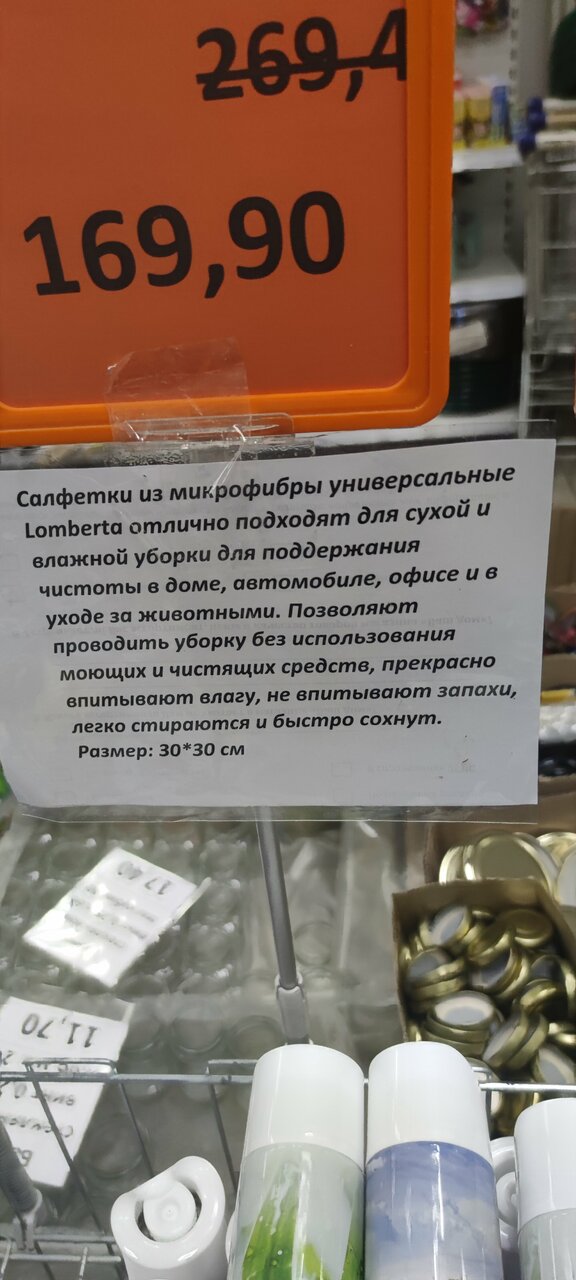 269,4
169,90
Салфетки из микрофибры универсальные
Lomberta отлично подходят для сухой и
влажной уборки для поддержания
чистоты в доме, автомобиле, офисе и в
уходе за животными. Позволяют
проводить уборку без использования
моющих и чистящих средств, прекрасно
впитывают влагу, не впитывают запахи,
легко стираются и быстро сохнут.
Размер: 30*30 см
17,40
11,70